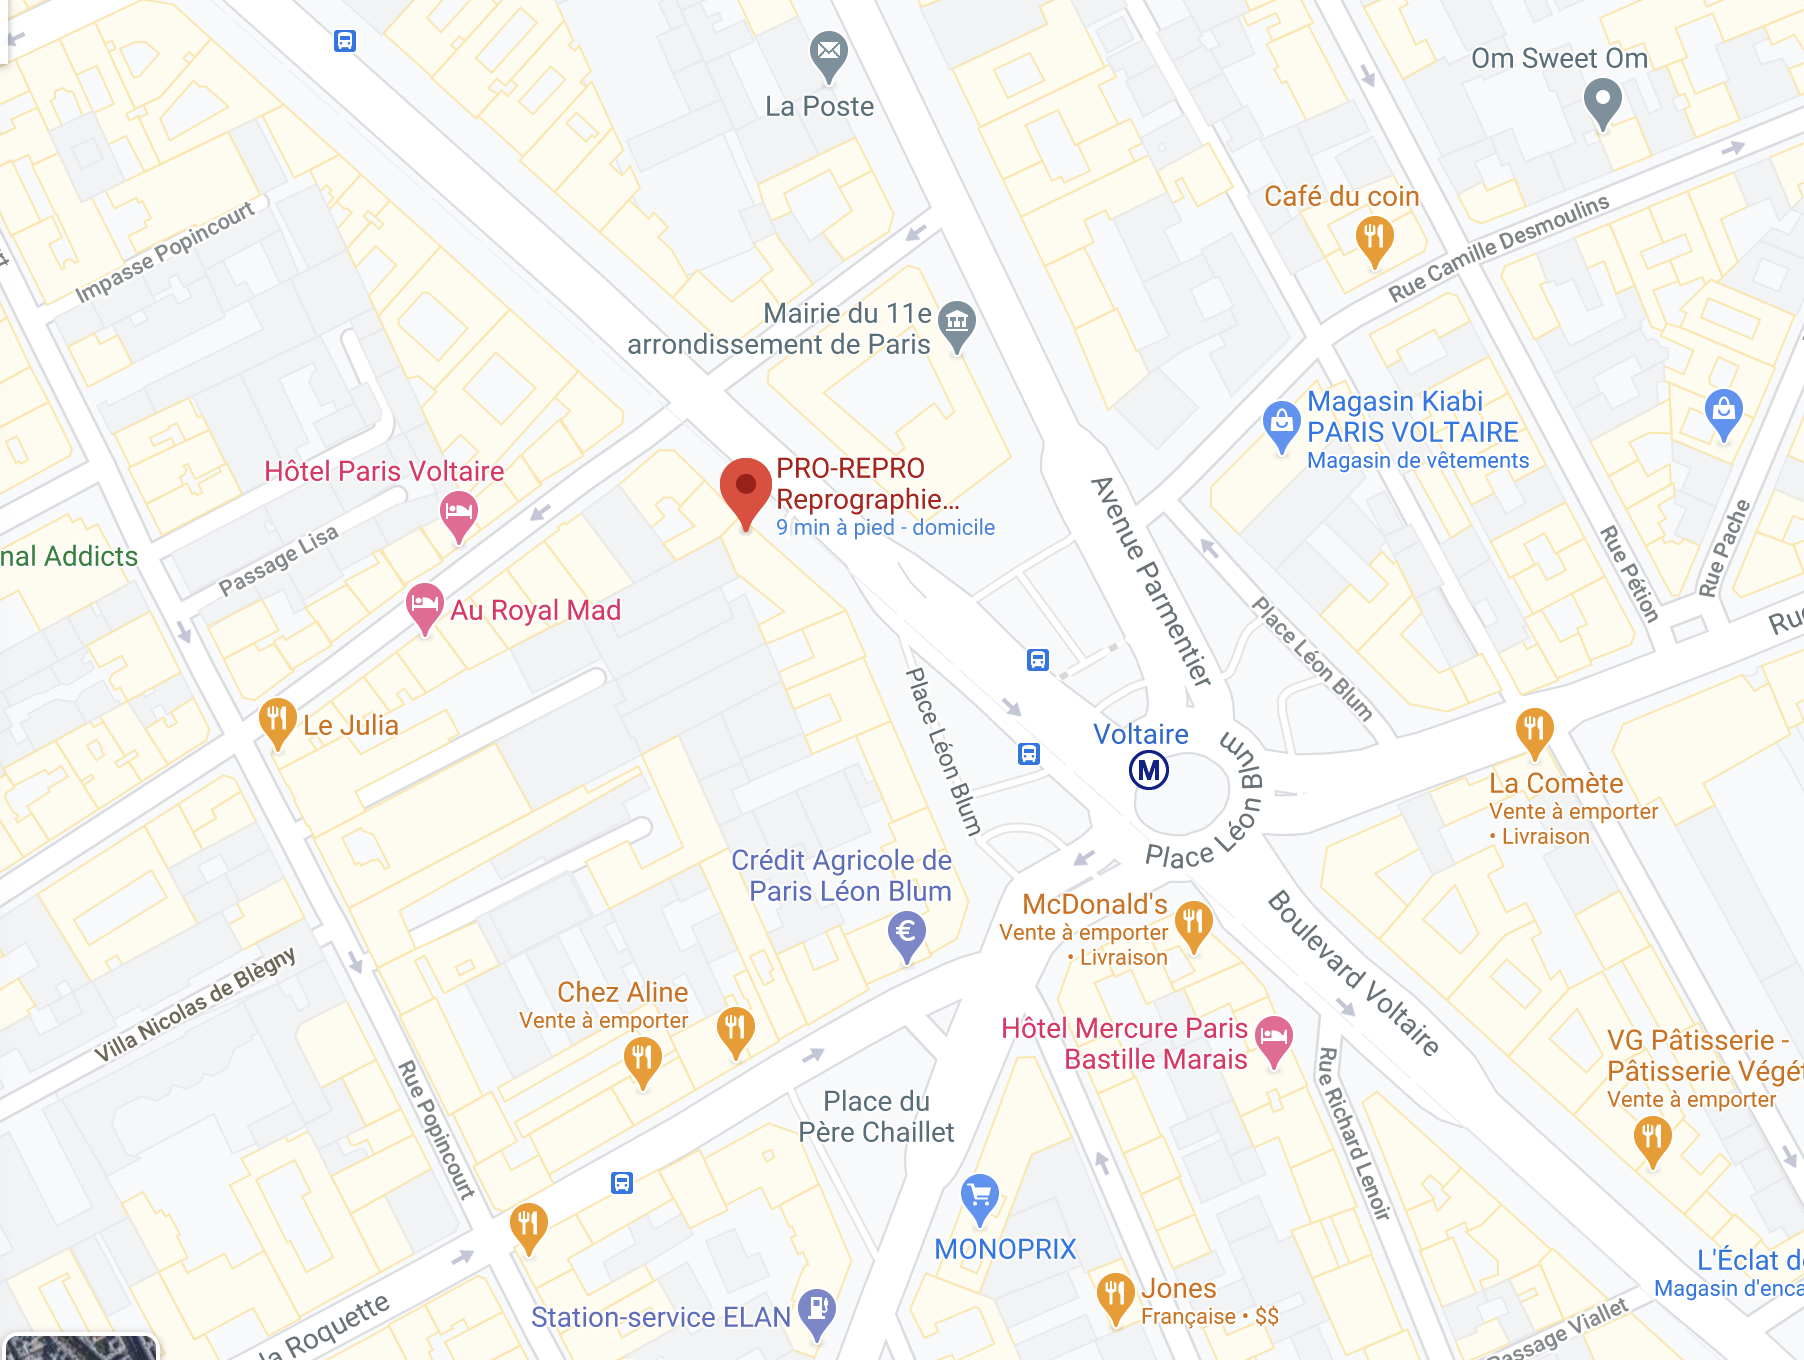 La Poste
Om Sweet Om
Café du coin
Rue Camille Desmoulins
Impasse Popincourt
Mairie du 11e
arrondissement de Paris
Magasin Kiabi
PARIS VOLTAIRE
Magasin de vêtements
Hôtel Paris Voltaire
PRO-REPRO
Reprographie...
9 min à pied - domicile
Avenue Parmentier
nal Addicts
Passage Lisa
Au Royal Mad
Rue Pétion
Rue Pache
Place Léon Blum
Rue
Place Léon Blum
Le Julia
Voltaire
M
Place Léon Blum
La Comète
Vente à emporter
• Livraison
Crédit Agricole de
Paris Léon Blum
€
McDonald's
Vente à emporter
• Livraison
Boulevard Voltaire
Villa Nicolas de Blègny
Chez Aline
Vente à emporter
Hôtel Mercure Paris
Bastille Marais
VG Pâtisserie -
Pâtisserie Végét
Vente à emporter
Rue Popincourt
Place du
Père Chaillet
Rue Richard Lenoir
MONOPRIX
L'Éclat de
Magasin d'enca
Jones
Française • $$
Station-service ELAN
la Roquette
Passage Viallet